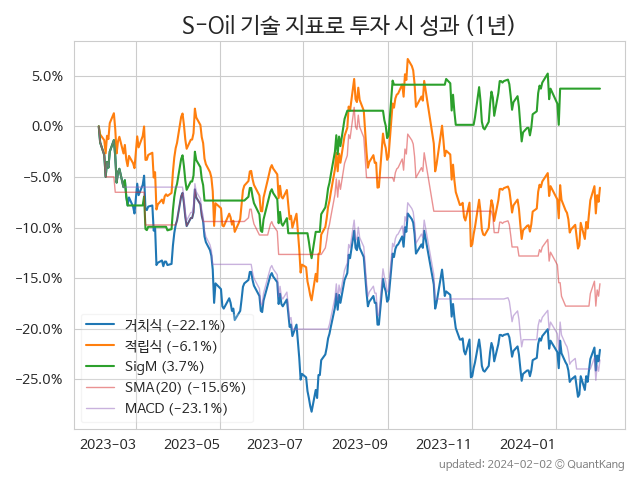 S-Oil 기술 지표로 투자 시 성과 (1년)
5.0%
0.0%
−5.0%
−10.0%
−15.0%
−20.0%
−25.0%
거치식 (−22.1%)
적립식 (−6.1%)
SigM (3.7%)
SMA(20) (−15.6%)
MACD (−23.1%)
2023-03 2023-05 2023-07 2023-09 2023-11 2024-01
updated: 2024-02-02 © QuantKang